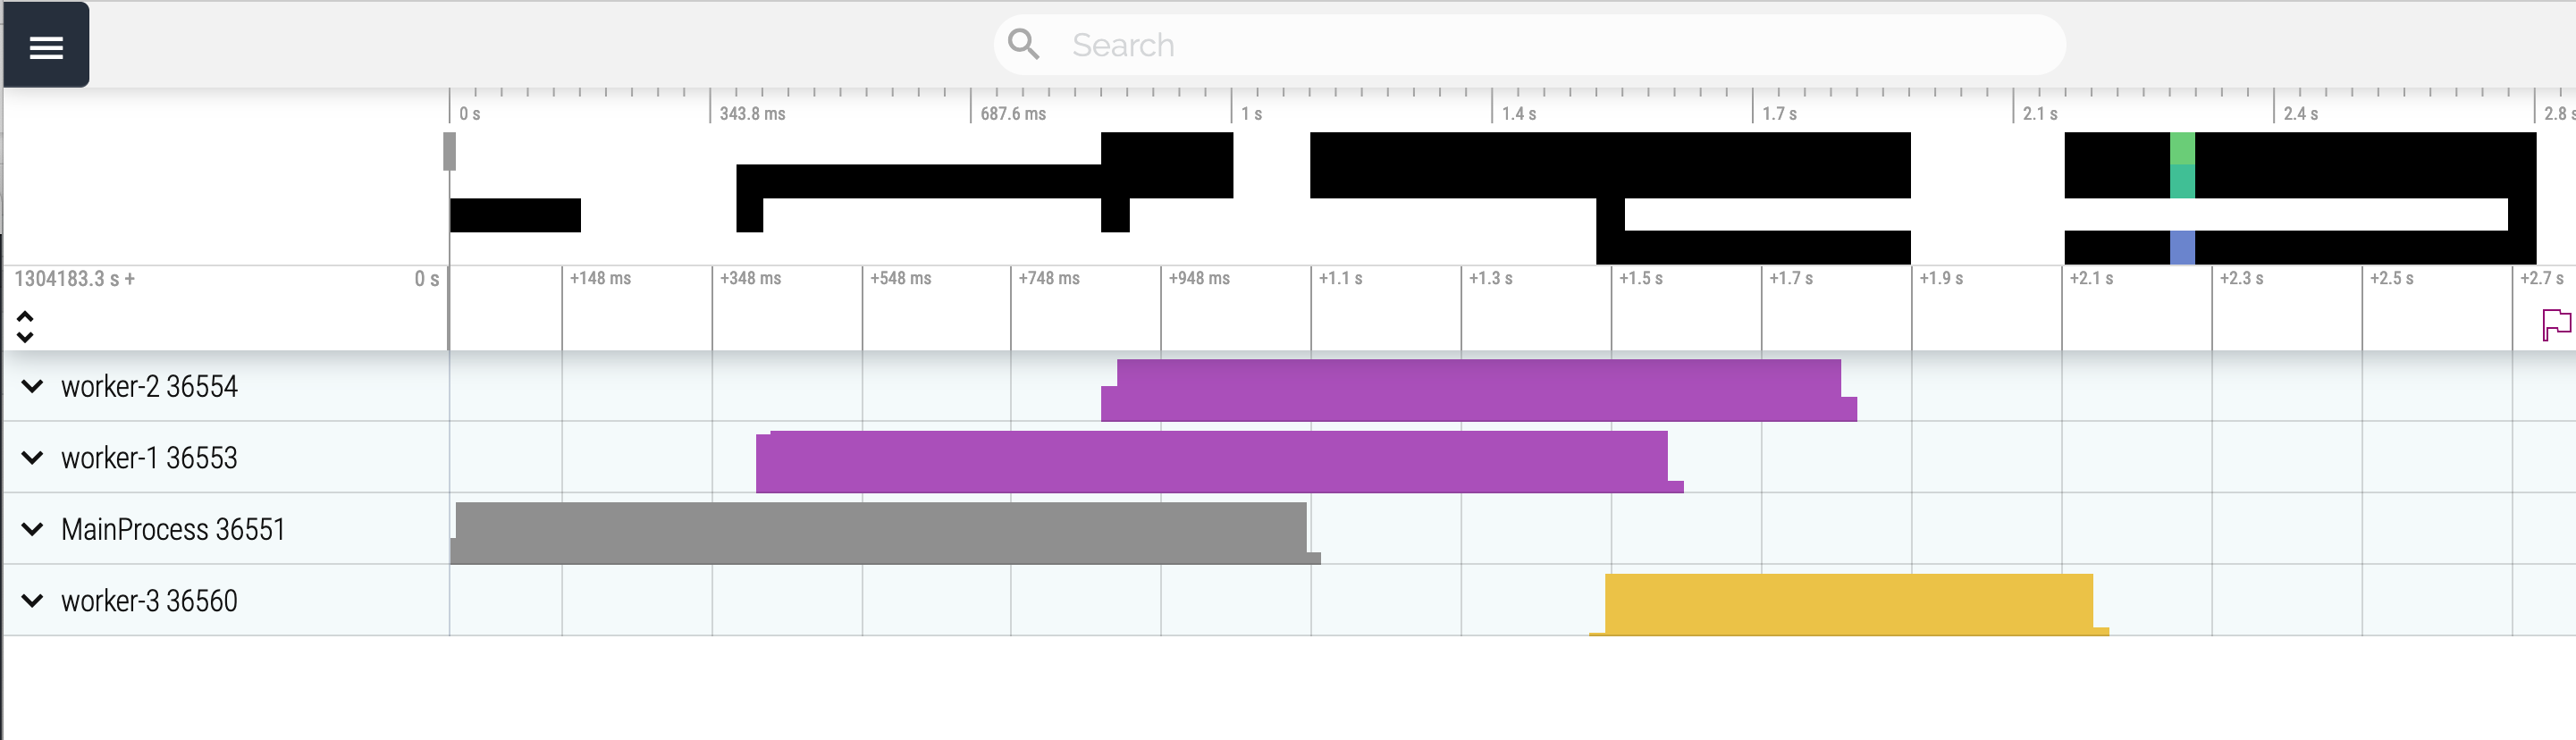 Search
0 s 343.8 ms 687.6 ms 1 s 1.4 s 1.7 s 2.1 s 2.4 s 2.8 s
1304183.3 s + 0 s +148 ms +348 ms +548 ms +748 ms +948 ms +1.1 s +1.3 s +1.5 s +1.7 s +1.9 s +2.1 s +2.3 s +2.5 s +2.7 s
worker-2 36554
worker-1 36553
MainProcess 36551
worker-3 36560